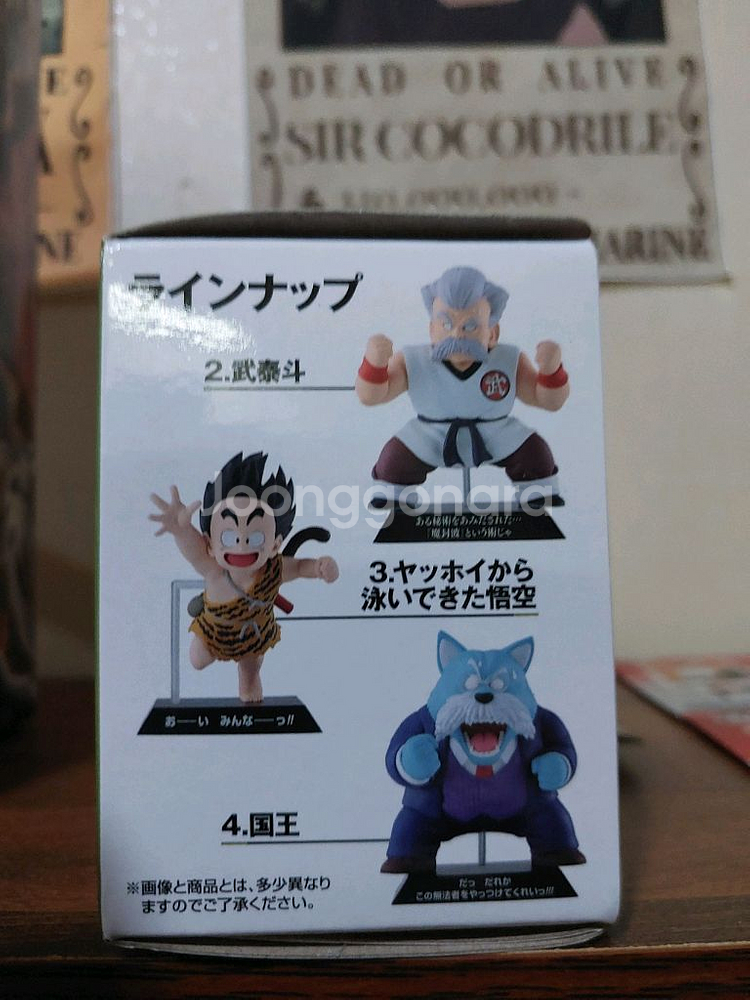 DEAD OR ALIVE
SIR COCODRILE
ARINE
NE
ラインナップ
2.武泰斗
武
Joonggonara
ある秘術をあみだされた…
「魔封波」という術じゃ
3.ヤッホイから
泳いできた悟空
お──い みんな──っ!!
4.国王
だっ だれか
この無法者をやっつけてくれいっ!!!
※画像と商品とは、多少異なり
ますのでご了承ください。